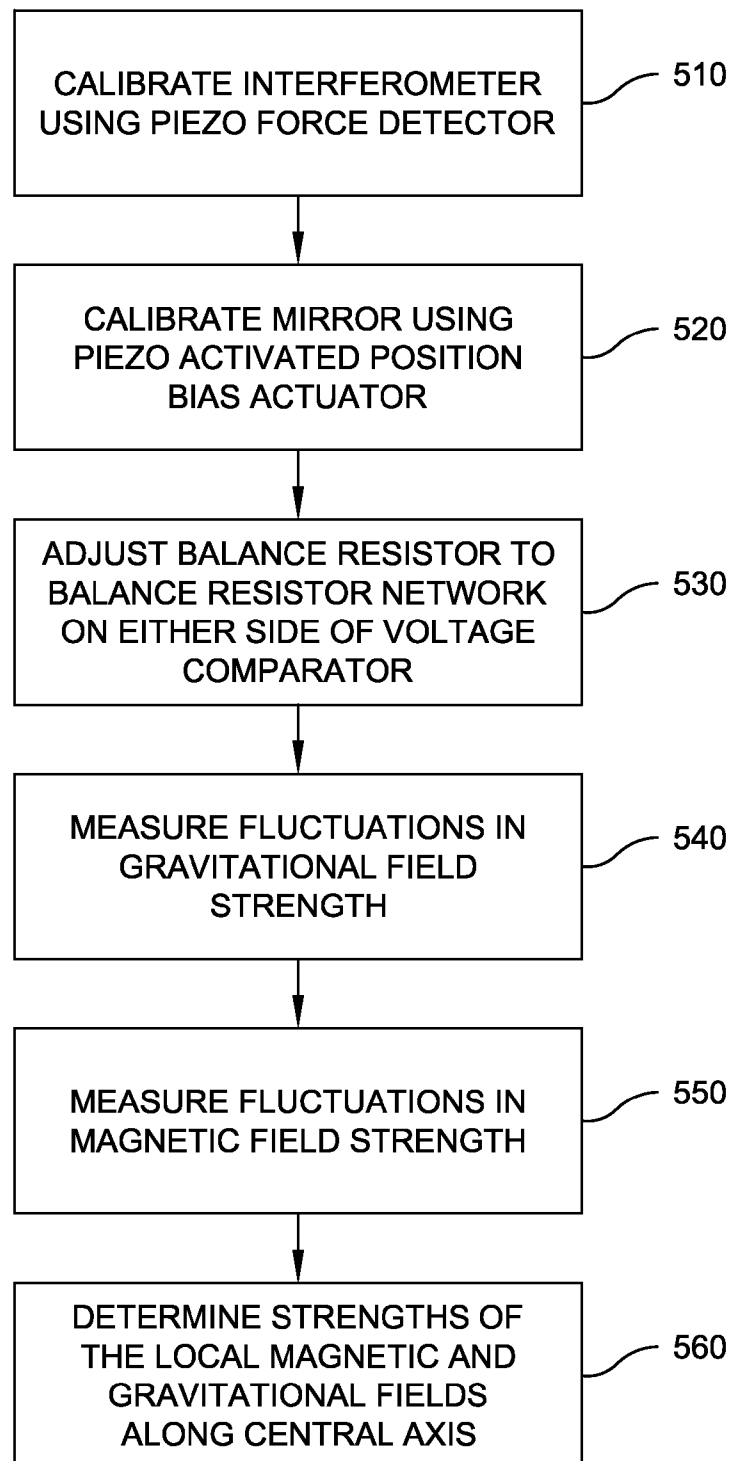 CALIBRATE INTERFEROMETER
USING PIEZO FORCE DETECTOR
510
CALIBRATE MIRROR USING
PIEZO ACTIVATED POSITION
BIAS ACTUATOR
520
ADJUST BALANCE RESISTOR TO
BALANCE RESISTOR NETWORK
ON EITHER SIDE OF VOLTAGE
COMPARATOR
530
MEASURE FLUCTUATIONS IN
GRAVITATIONAL FIELD
STRENGTH
540
MEASURE FLUCTUATIONS IN
MAGNETIC FIELD STRENGTH
550
DETERMINE STRENGTHS OF
THE LOCAL MAGNETIC AND
GRAVITATIONAL FIELDS
ALONG CENTRAL AXIS
560